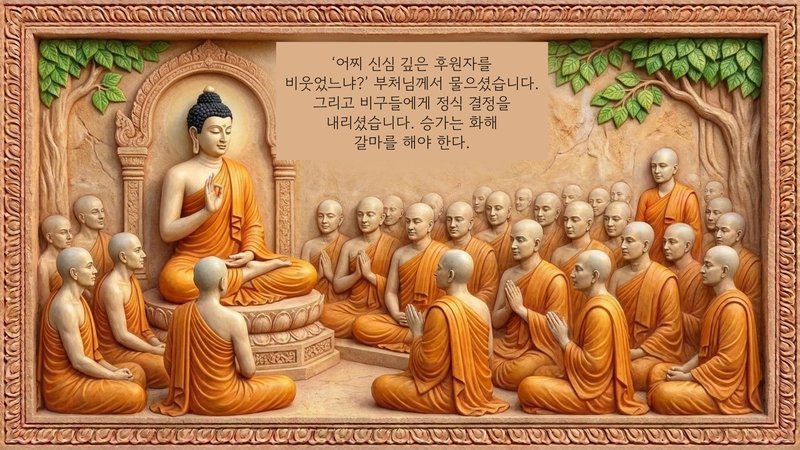 ‘어찌 신심 깊은 후원자를
비웃었느냐?’ 부처님께서 물으셨습니다.
그리고 비구들에게 정식 결정을
내리셨습니다. 승가는 화해
갈마를 해야 한다.